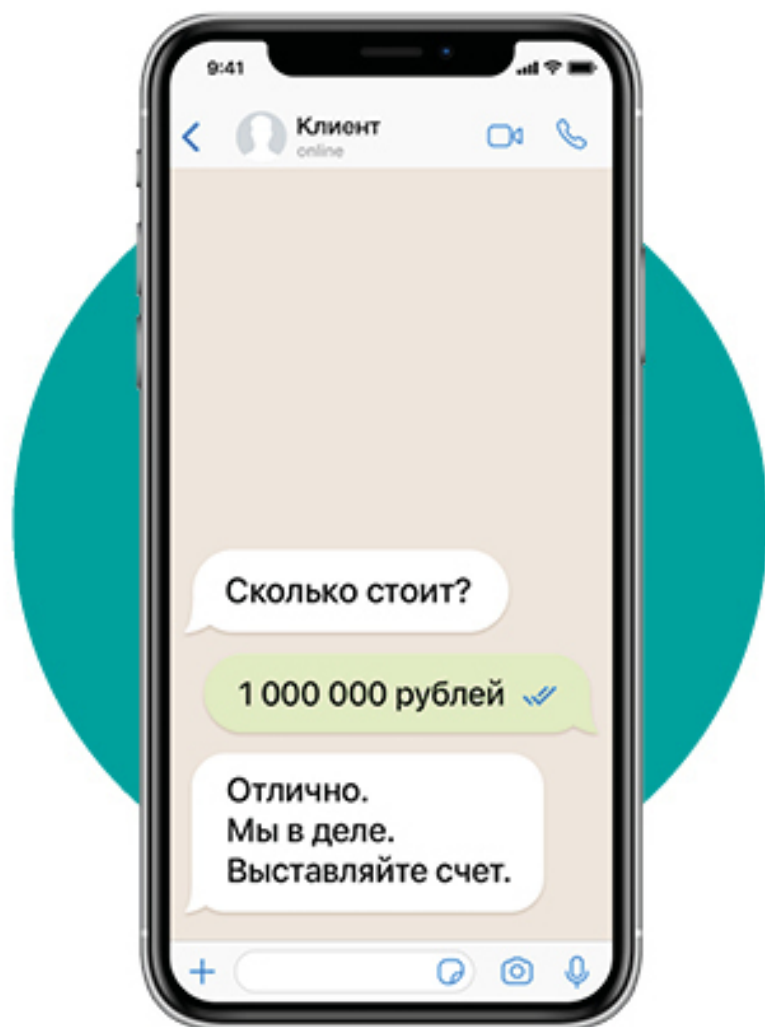 9:41
Клиент
online
Сколько стоит?
1 000 000 рублей
Отлично.
Мы в деле.
Выставляйте счет.